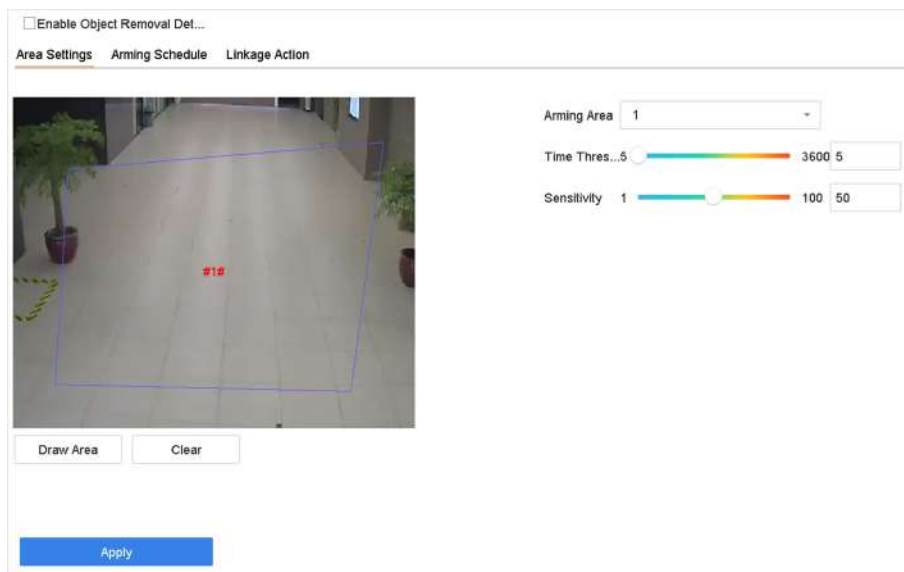 Enable Object Removal Det...
Area Settings Arming Schedule Linkage Action
Arming Area 1
Time Thres...5 3600 5
Sensitivity 1 100 50
#1#
Draw Area Clear
Apply